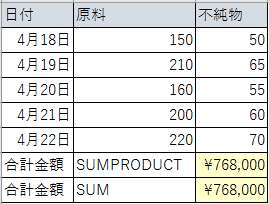 日付 原料 不純物
4月18日 150 50
4月19日 210 65
4月20日 160 55
4月21日 200 60
4月22日 220 70
合計金額 SUMPRODUCT ¥768,000
合計金額 SUM ¥768,000